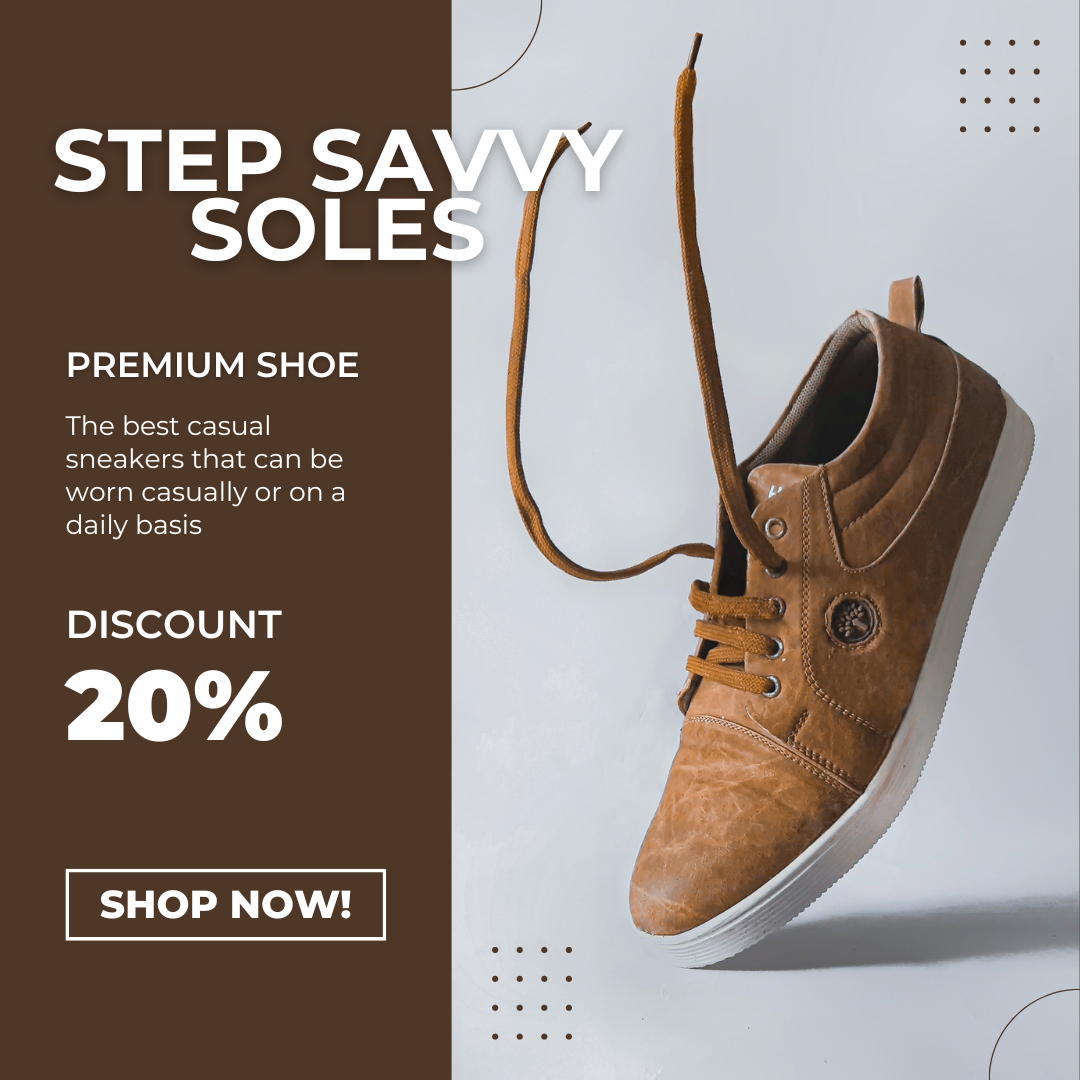 STEP SAVVY
SOLES
PREMIUM SHOE
The best casual
sneakers that can be
worn casually or on a
daily basis
DISCOUNT
20%
SHOP NOW!